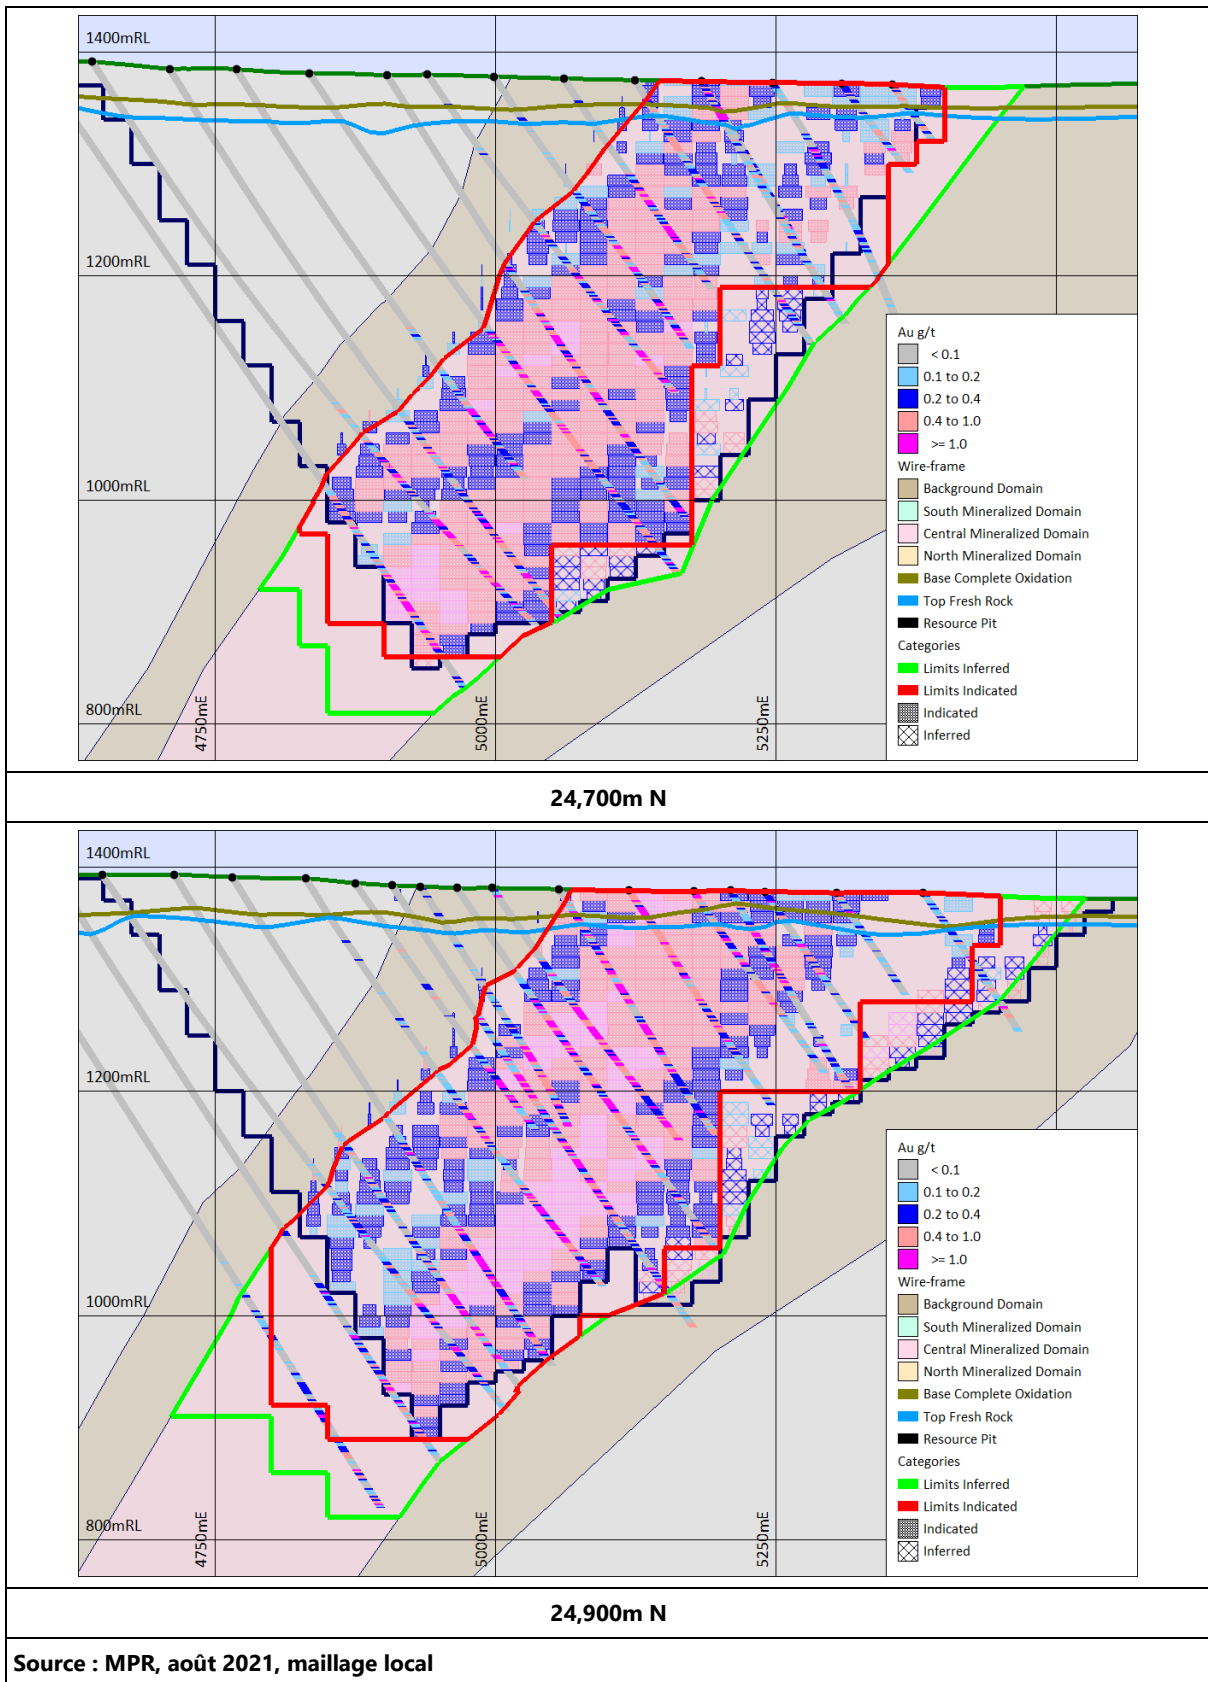 1400mRL
1200mRL
1000mRL
800mRL
4750mE
5000mE
5250mE
Au g/t
< 0.1
0.1 to 0.2
0.2 to 0.4
0.4 to 1.0
>= 1.0
Wire-frame
Background Domain
South Mineralized Domain
Central Mineralized Domain
North Mineralized Domain
Base Complete Oxidation
Top Fresh Rock
Resource Pit
Categories
Limits Inferred
Limits Indicated
Indicated
Inferred
24,700m N
1400mRL
1200mRL
1000mRL
800mRL
4750mE
5000mE
5250mE
Au g/t
< 0.1
0.1 to 0.2
0.2 to 0.4
0.4 to 1.0
>= 1.0
Wire-frame
Background Domain
South Mineralized Domain
Central Mineralized Domain
North Mineralized Domain
Base Complete Oxidation
Top Fresh Rock
Resource Pit
Categories
Limits Inferred
Limits Indicated
Indicated
Inferred
24,900m N
Source : MPR, août 2021, maillage local